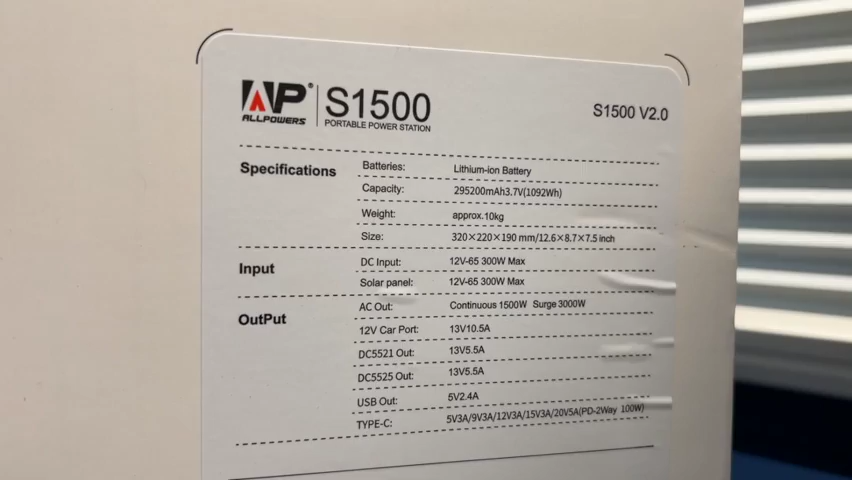 AP® S1500 S1500 V2.0
ALLPOWERS PORTABLE POWER STATION
Specifications Batteries: Lithium-ion Battery
Capacity: 295200mAh3.7V(1092Wh)
Weight: approx.10kg
Size: 320×220×190 mm/12.6×8.7×7.5 inch
Input DC Input: 12V-65 300W Max
Solar panel: 12V-65 300W Max
OutPut AC Out: Continuous 1500W Surge 3000W
12V Car Port: 13V10.5A
DC5521 Out: 13V5.5A
DC5525 Out: 13V5.5A
USB Out: 5V2.4A
TYPE-C: 5V3A/9V3A/12V3A/15V3A/20V5A(PD-2Way 100W)